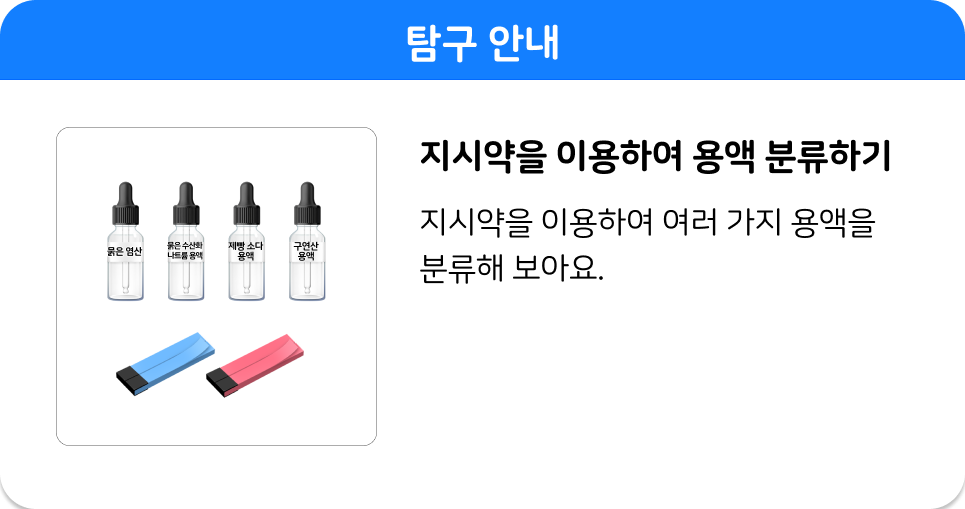 탐구 안내
지시약을 이용하여 용액 분류하기
지시약을 이용하여 여러 가지 용액을
분류해 보아요.
묽은 염산
묽은 수산화
나트륨 용액
제빵 소다
용액
구연산
용액